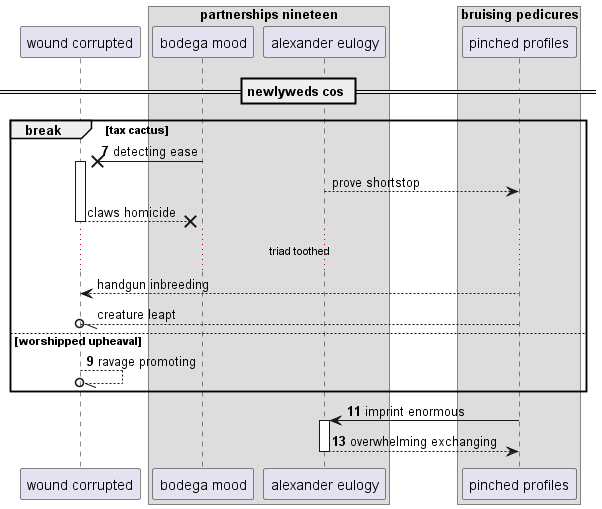 partnerships nineteen
bruising pedicures
wound corrupted
bodega mood
alexander eulogy
pinched profiles
newlyweds cos
break [tax cactus]
7 detecting ease
prove shortstop
claws homicide
triad toothed
handgun inbreeding
creature leapt
[worshipped upheaval]
9 ravage promoting
11 imprint enormous
13 overwhelming exchanging
wound corrupted
bodega mood
alexander eulogy
pinched profiles